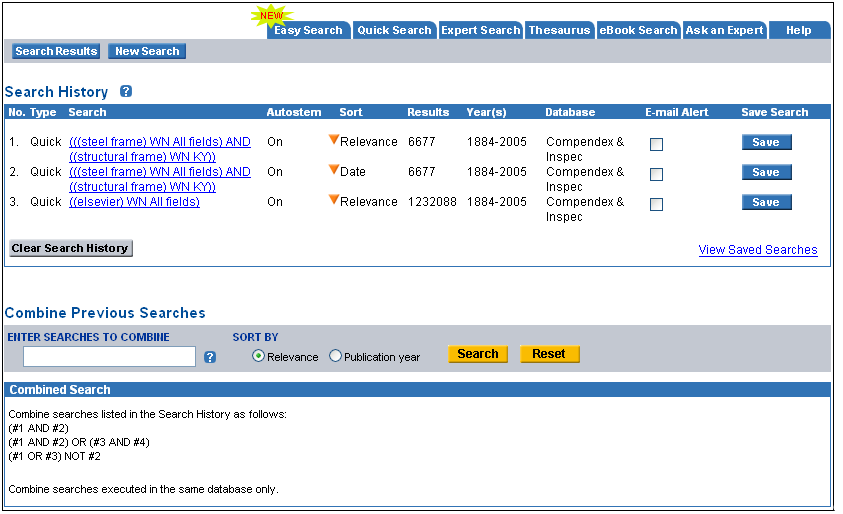 NEW
Easy Search Quick Search Expert Search Thesaurus eBook Search Ask an Expert Help
Search Results New Search
Search History ?
No. Type Search Autostem Sort Results Year(s) Database E-mail Alert Save Search
1. Quick (((steel frame) WN All fields) AND On Relevance 6677 1884-2005 Compendex & Save
((structural frame) WN KY)) Inspec
2. Quick (((steel frame) WN All fields) AND On Date 6677 1884-2005 Compendex & Save
((structural frame) WN KY)) Inspec
3. Quick ((elsevier) WN All fields) On Relevance 1232088 1884-2005 Compendex & Save
Inspec
Clear Search History View Saved Searches
Combine Previous Searches
ENTER SEARCHES TO COMBINE SORT BY
? Relevance Publication year Search Reset
Combined Search
Combine searches listed in the Search History as follows:
(#1 AND #2)
(#1 AND #2) OR (#3 AND #4)
(#1 OR #3) NOT #2
Combine searches executed in the same database only.